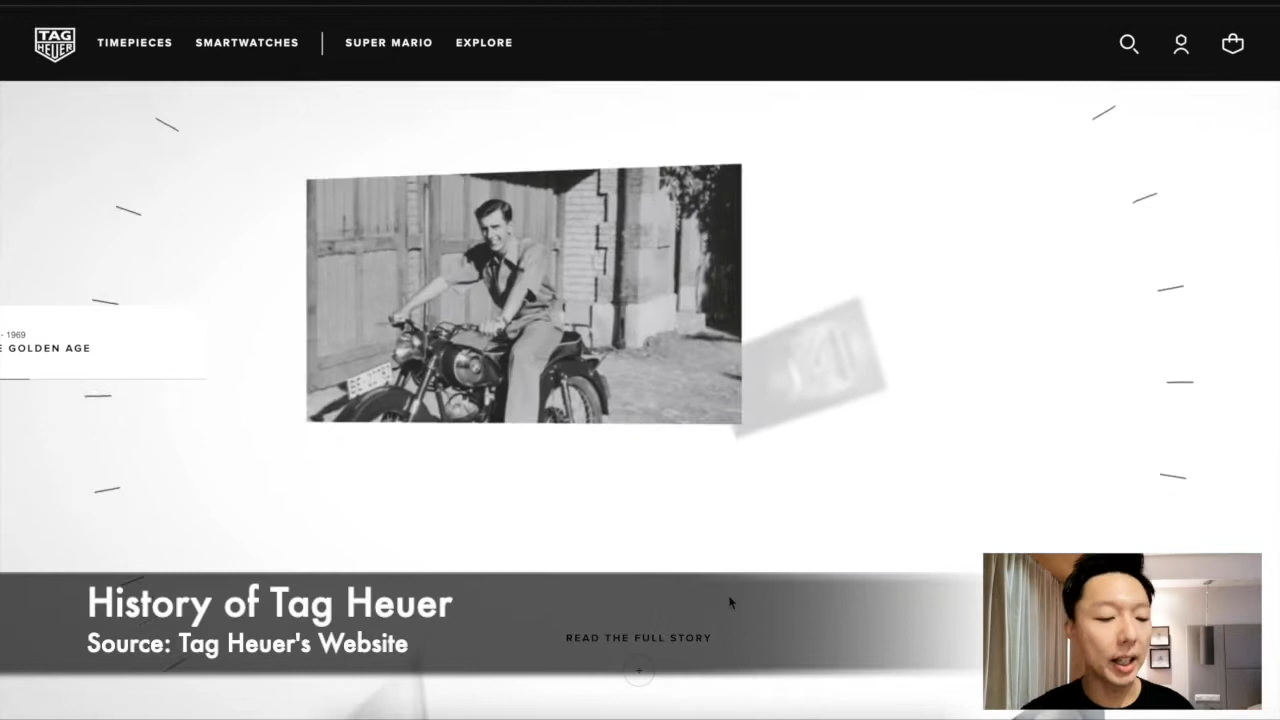 TAG
HEUER
TIMEPIECES
SMARTWATCHES
SUPER MARIO
EXPLORE
- 1969
E GOLDEN AGE
History of Tag Heuer
Source: Tag Heuer's Website
READ THE FULL STORY